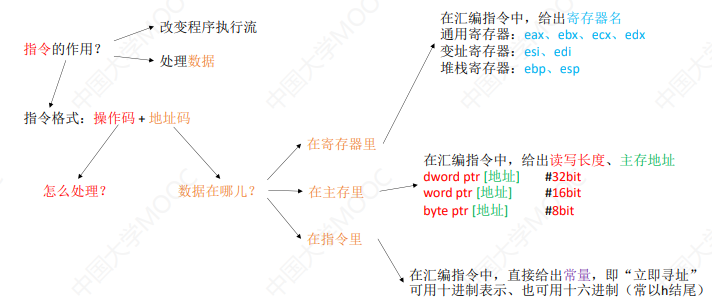 指令的作用？
改变程序执行流
处理数据
指令格式：操作码 + 地址码
怎么处理？
数据在哪儿？
在寄存器里
在主存里
在指令里
在汇编指令中，给出寄存器名
通用寄存器：eax、ebx、ecx、edx
变址寄存器：esi、edi
堆栈寄存器：ebp、esp
在汇编指令中，给出读写长度、主存地址
dword ptr [地址] #32bit
word ptr [地址] #16bit
byte ptr [地址] #8bit
在汇编指令中，直接给出常量，即“立即寻址”
可用十进制表示、也可用十六进制（常以h结尾）
中国大学MOOC